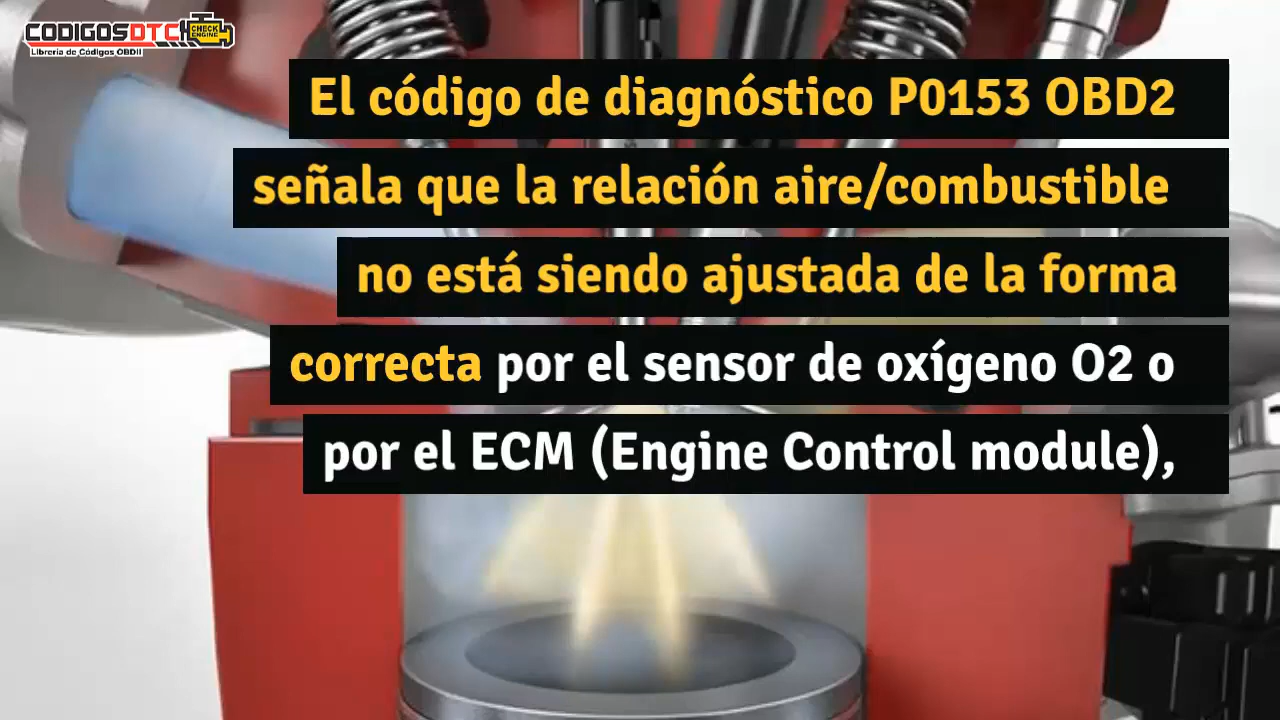 CODIGOSDTC
CHECK
ENGINE
Librería de Códigos OBDII
El código de diagnóstico P0153 OBD2
señala que la relación aire/combustible
no está siendo ajustada de la forma
correcta por el sensor de oxígeno O2 o
por el ECM (Engine Control module),